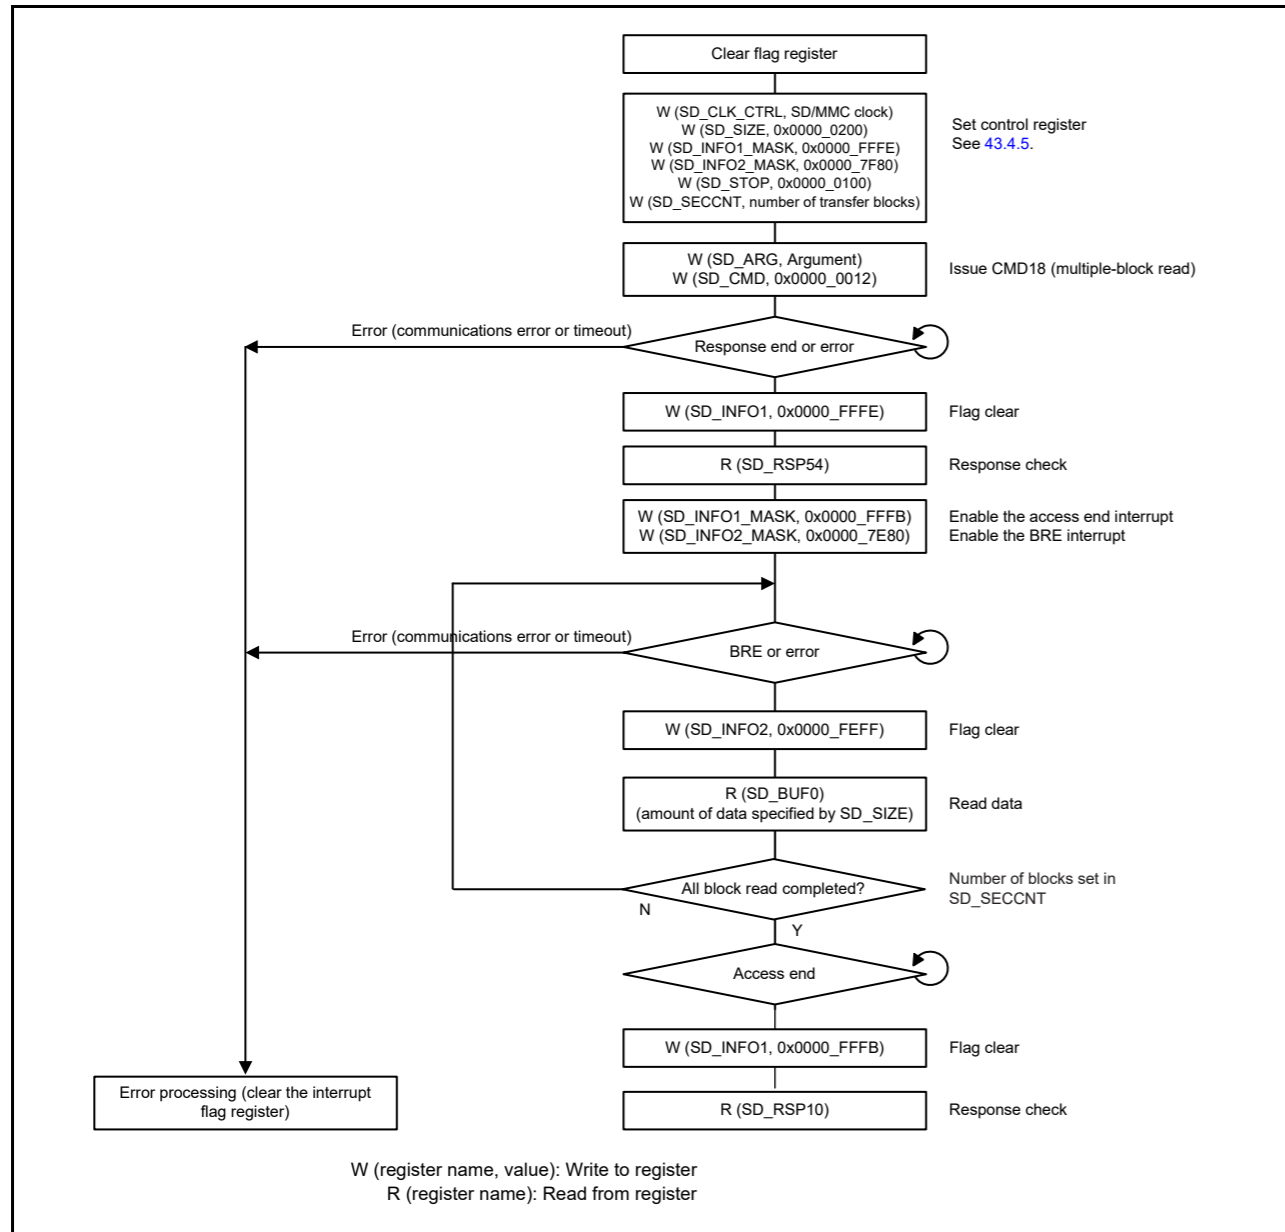 Clear flag register
W (SD_CLK_CTRL, SD/MMC clock)
W (SD_SIZE, 0x0000_0200)
W (SD_INFO1_MASK, 0x0000_FFFE)
W (SD_INFO2_MASK, 0x0000_7F80)
W (SD_STOP, 0x0000_0100)
W (SD_SECCNT, number of transfer blocks)
Set control register
See 43.4.5.
W (SD_ARG, Argument)
W (SD_CMD, 0x0000_0012)
Issue CMD18 (multiple-block read)
Error (communications error or timeout)
Response end or error
W (SD_INFO1, 0x0000_FFFE)
Flag clear
R (SD_RSP54)
Response check
W (SD_INFO1_MASK, 0x0000_FFFB)
W (SD_INFO2_MASK, 0x0000_7E80)
Enable the access end interrupt
Enable the BRE interrupt
Error (communications error or timeout)
BRE or error
W (SD_INFO2, 0x0000_FEFF)
Flag clear
R (SD_BUF0)
(amount of data specified by SD_SIZE)
Read data
All block read completed?
Number of blocks set in
SD_SECCNT
N
Y
Access end
W (SD_INFO1, 0x0000_FFFB)
Flag clear
Error processing (clear the interrupt
flag register)
R (SD_RSP10)
Response check
W (register name, value): Write to register
R (register name): Read from register